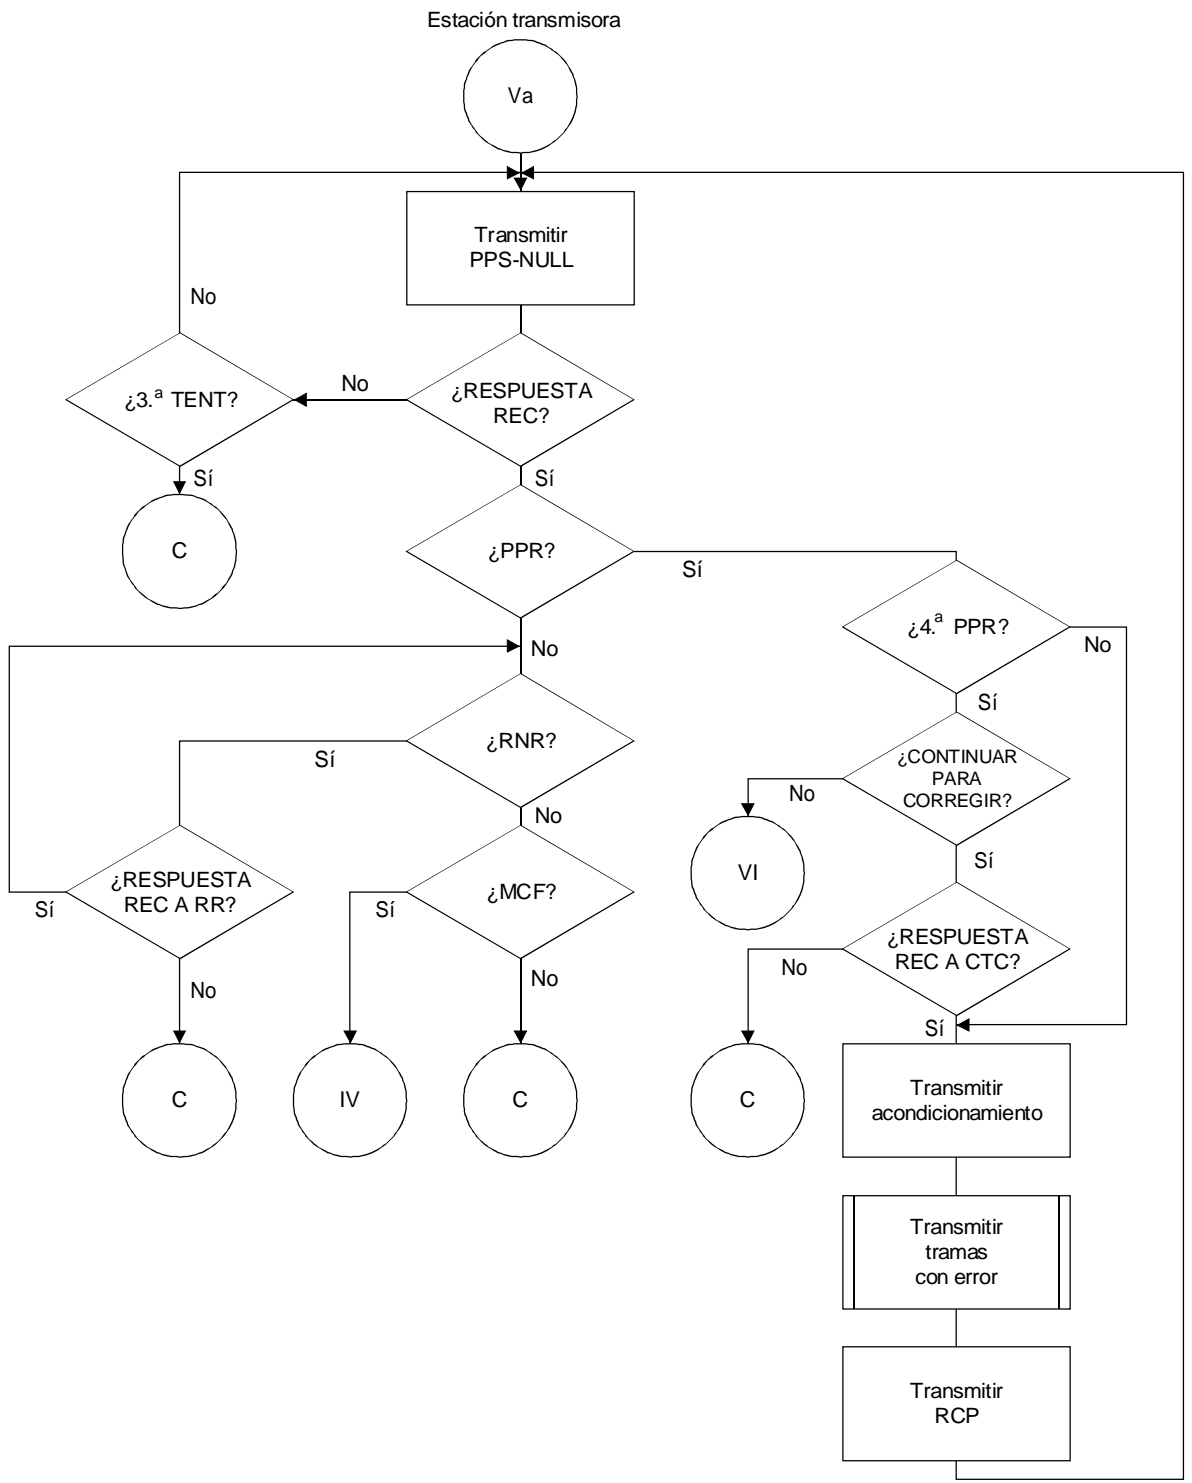 Estación transmisora
Va
Transmitir
PPS-NULL
No
¿3.ª TENT?
No
¿RESPUESTA
REC?
Sí
Sí
C
¿PPR?
Sí
¿4.ª PPR?
No
No
Sí
¿RNR?
Sí
¿CONTINUAR
PARA
CORREGIR?
No
No
VI
Sí
¿RESPUESTA
REC A RR?
Sí
¿MCF?
Sí
¿RESPUESTA
REC A CTC?
No
No
No
Sí
C
IV
C
C
Transmitir
acondicionamiento
Transmitir
tramas
con error
Transmitir
RCP